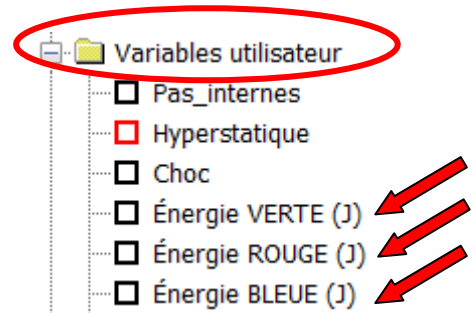 Variables utilisateur
Pas_internes
Hyperstatique
Choc
Énergie VERTE (J)
Énergie ROUGE (J)
Énergie BLEUE (J)